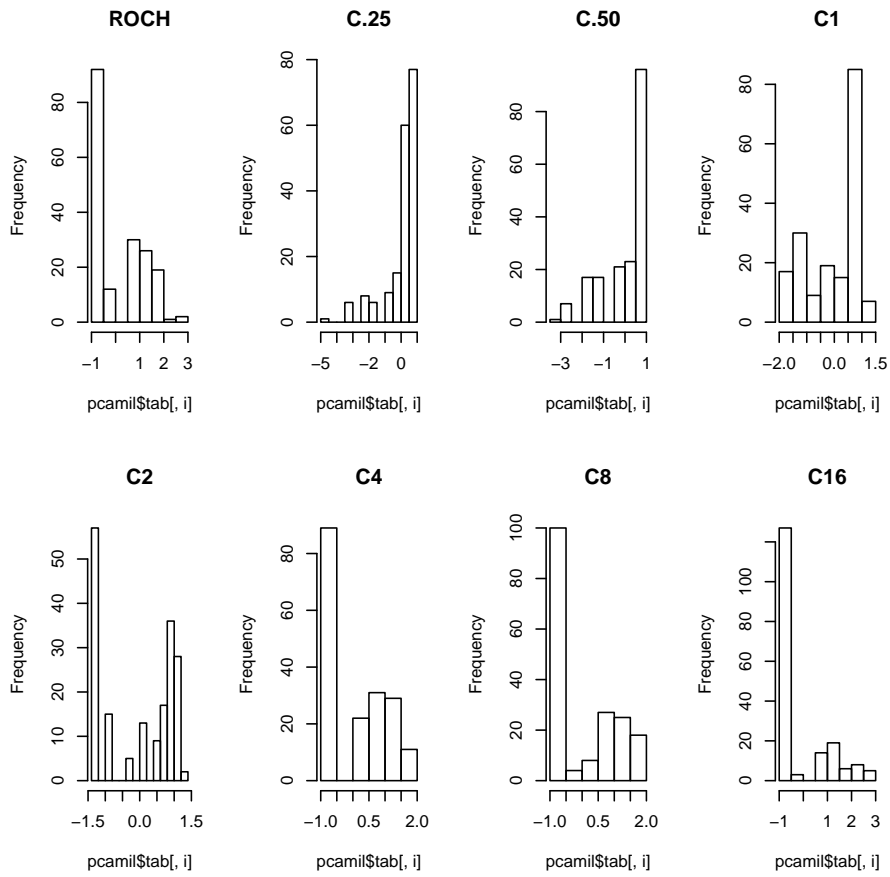 ROCH
C.25
C.50
C1
Frequency
0 20 40 60 80
−1 1 2 3
pcamil$tab[, i]
Frequency
0 20 40 60 80
−5 −2 0
pcamil$tab[, i]
Frequency
0 20 40 60 80
−3 −1 1
pcamil$tab[, i]
Frequency
0 20 40 60 80
−2.0 0.0 1.5
pcamil$tab[, i]
C2
C4
C8
C16
Frequency
0 10 20 30 40 50
−1.5 0.0 1.5
pcamil$tab[, i]
Frequency
0 20 40 60 80
−1.0 0.5 2.0
pcamil$tab[, i]
Frequency
0 20 40 60 80 100
−1.0 0.5 2.0
pcamil$tab[, i]
Frequency
0 20 40 60 80 100
−1 1 2 3
pcamil$tab[, i]